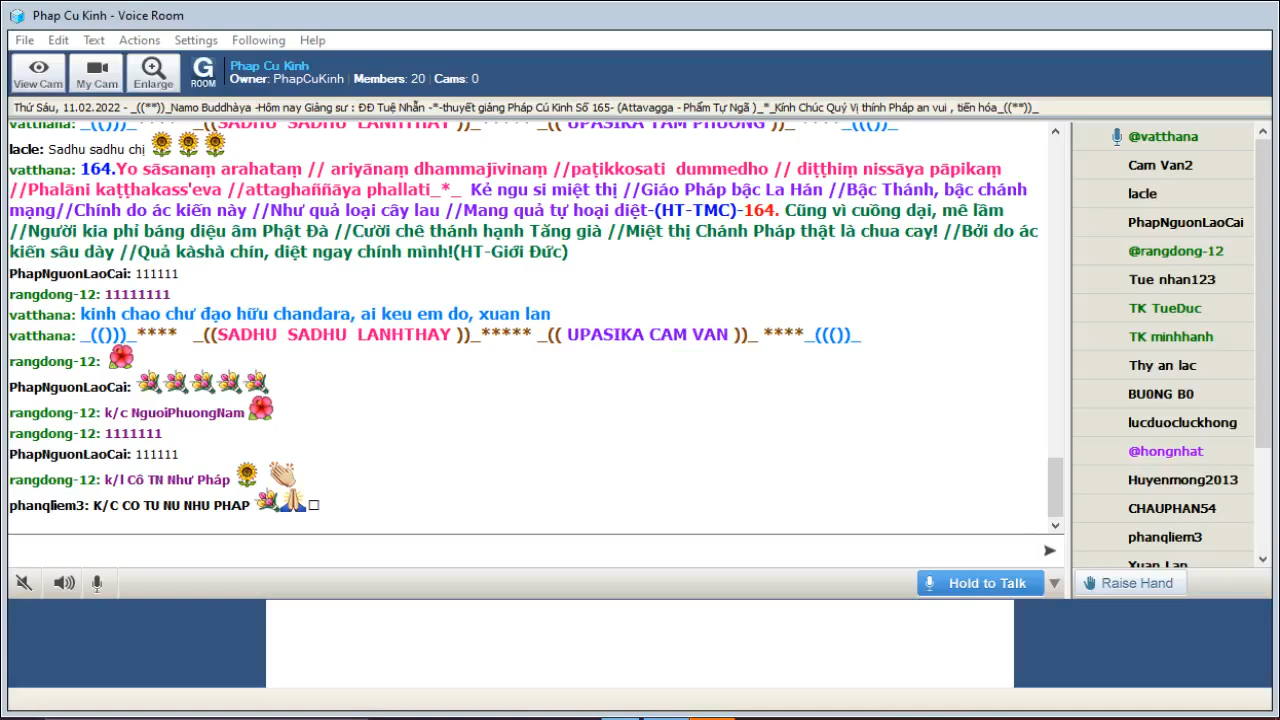 Phap Cu Kinh - Voice Room
File Edit Text Actions Settings Following Help
View Cam My Cam Enlarge G ROOM
Phap Cu Kinh
Owner: PhapCuKinh | Members: 20 | Cams: 0
Thứ Sáu, 11.02.2022 - _((**))_Namo Buddhàya -Hôm nay Giảng sư : ĐĐ Tuệ Nhẫn -*-thuyết giảng Pháp Cú Kinh Số 165- (Attavagga - Phẩm Tự Ngã )_*_Kính Chúc Quý Vị thính Pháp an vui , tiến hóa_((**))_
vatthana: _(()))_**** _((SADHU SADHU LANHTHAY ))_***** _(( UPASIKA TAM PHUONG ))_ ****_((())_
lacle: Sadhu sadhu chị
vatthana: 164.Yo sāsanaṃ arahataṃ // ariyānaṃ dhammajīvinaṃ //paṭikkosati dummedho // diṭṭhiṃ nissāya pāpikaṃ
//Phalāni kaṭṭhakass'eva //attaghaññāya phallati_*_ Kẻ ngu si miệt thị //Giáo Pháp bậc La Hán //Bậc Thánh, bậc chánh
mạng//Chính do ác kiến này //Như quả loại cây lau //Mang quả tự hoại diệt-(HT-TMC)-164. Cũng vì cuồng dại, mê lầm
//Người kia phỉ báng diệu âm Phật Đà //Cười chê thánh hạnh Tăng già //Miệt thị Chánh Pháp thật là chua cay! //Bởi do ác
kiến sâu dày //Quả kàshà chín, diệt ngay chính mình!(HT-Giới Đức)
PhapNguonLaoCai: 111111
rangdong-12: 11111111
vatthana: kinh chao chư đạo hữu chandara, ai keu em do, xuan lan
vatthana: _(()))_**** _((SADHU SADHU LANHTHAY ))_***** _(( UPASIKA CAM VAN ))_ ****_((())_
rangdong-12:
PhapNguonLaoCai:
rangdong-12: k/c NguoiPhuongNam
rangdong-12: 1111111
PhapNguonLaoCai: 111111
rangdong-12: k/l Cô TN Như Pháp
phanqliem3: K/C CO TU NU NHU PHAP
@vatthana
Cam Van2
lacle
PhapNguonLaoCai
@rangdong-12
Tue nhan123
TK TueDuc
TK minhhanh
Thy an lac
BU0NG B0
lucduocluckhong
@hongnhat
Huyenmong2013
CHAUPHAN54
phanqliem3
Xuan Lan
Hold to Talk
Raise Hand